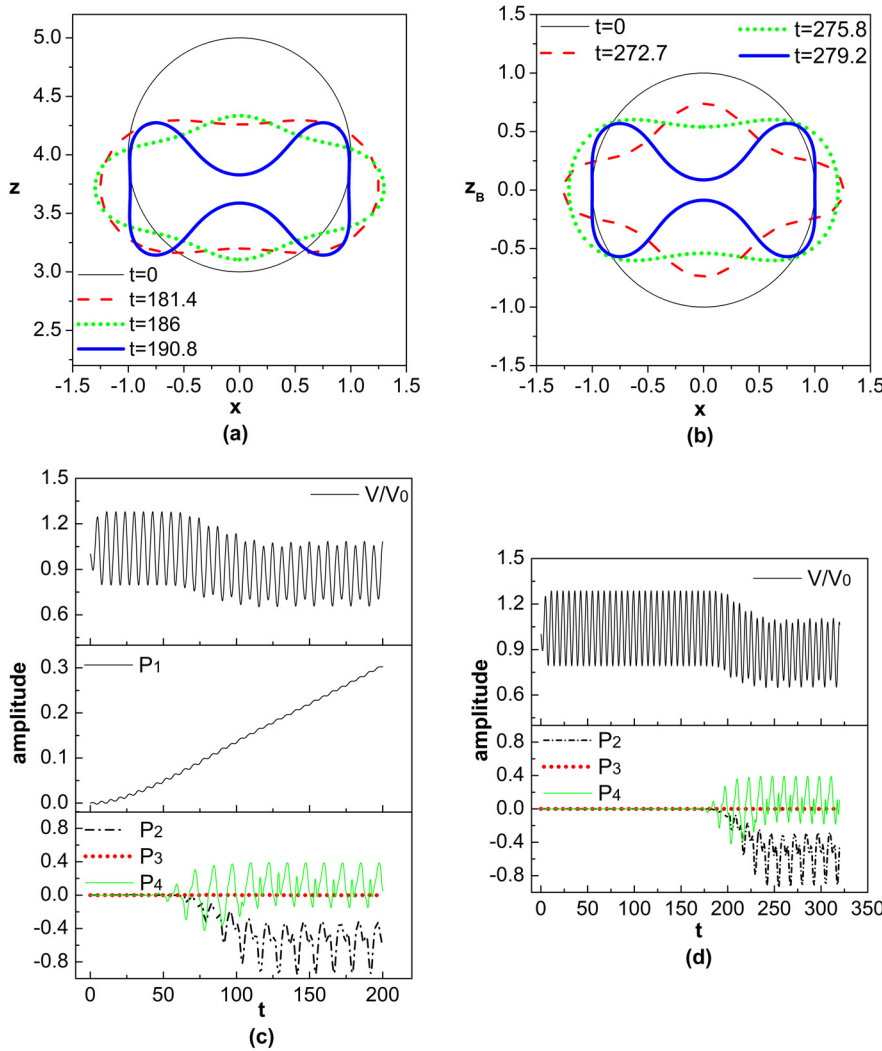 5.0
4.5
4.0
z
3.5
3.0
2.5
t=0
t=181.4
t=186
t=190.8
-1.5 -1.0 -0.5 0.0 0.5 1.0 1.5
x
(a)
t=0 t=275.8
t=272.7 t=279.2
1.5
1.0
0.5
zB 0.0
-0.5
-1.0
-1.5
-1.5 -1.0 -0.5 0.0 0.5 1.0 1.5
x
(b)
V/V0
1.5
1.2
0.9
0.6
P1
0.3
0.2
0.1
0.0
amplitude
P2
P3
P4
0.8
0.4
0.0
-0.4
-0.8
0 50 100 150 200
t
(c)
V/V0
1.5
1.2
0.9
0.6
amplitude
P2
P3
P4
0.8
0.4
0.0
-0.4
-0.8
0 50 100 150 200 250 300 350
t
(d)